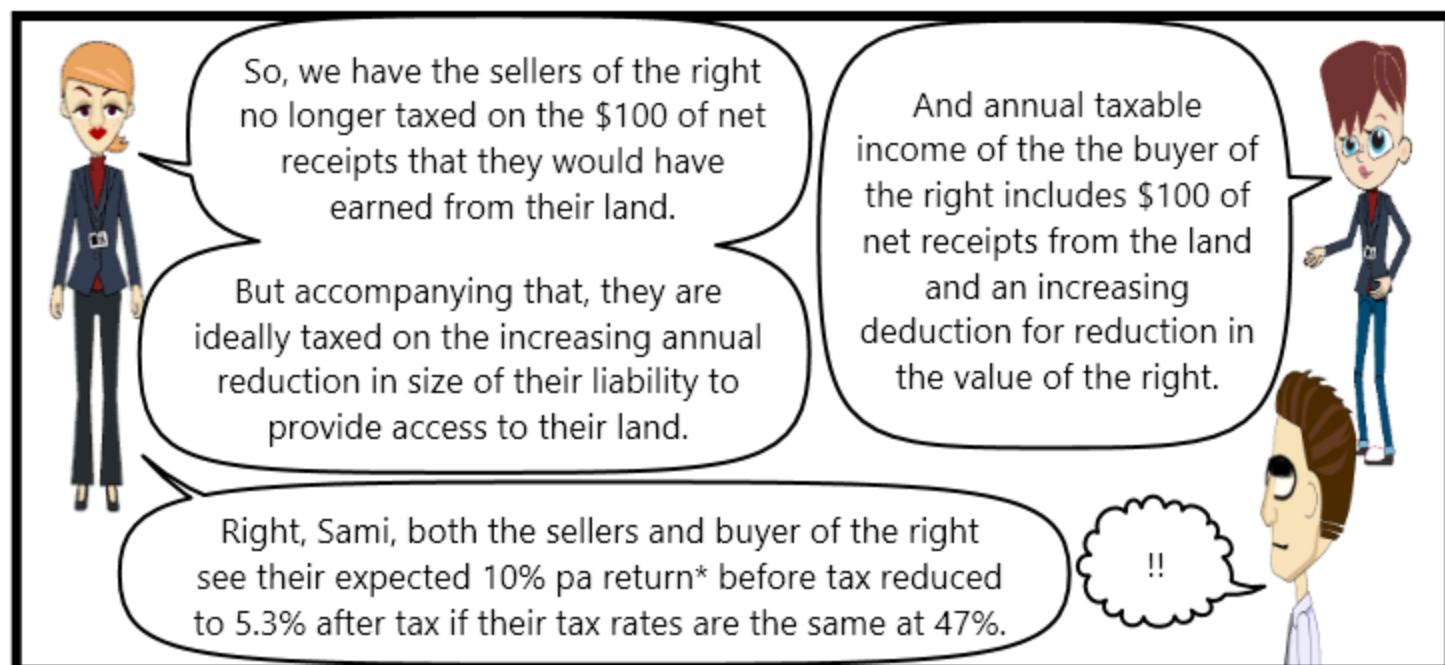 So, we have the sellers of the right
no longer taxed on the $100 of net
receipts that they would have
earned from their land.
But accompanying that, they are
ideally taxed on the increasing annual
reduction in size of their liability to
provide access to their land.
And annual taxable
income of the the buyer of
the right includes $100 of
net receipts from the land
and an increasing
deduction for reduction in
the value of the right.
Right, Sami, both the sellers and buyer of the right
see their expected 10% pa return* before tax reduced
to 5.3% after tax if their tax rates are the same at 47%.
!!